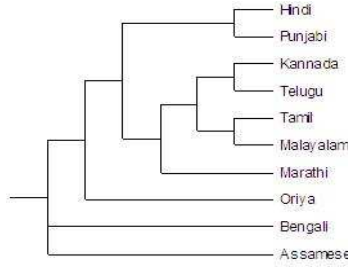 Hindi
Punjabi
Kannada
Telugu
Tamil
Malayalam
Marathi
Oriya
Bengali
Assamese